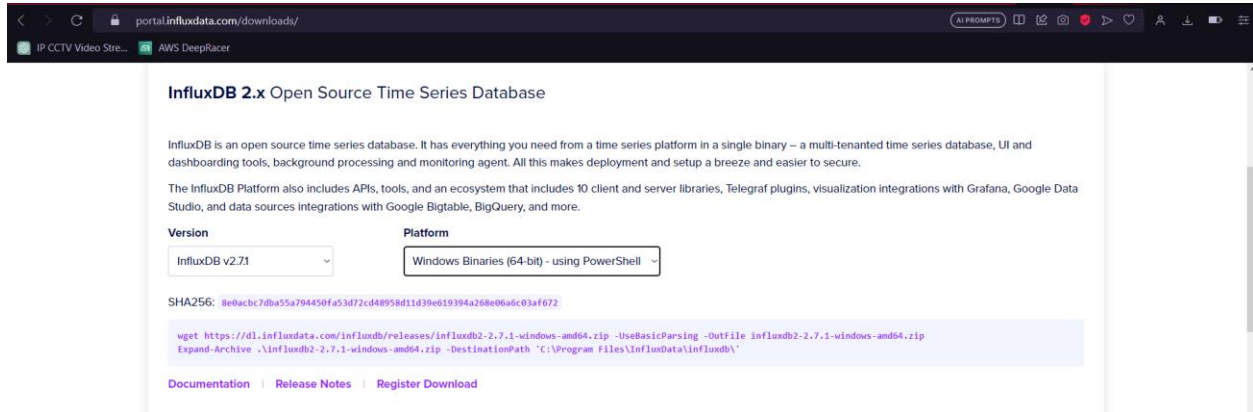 portal.influxdata.com/downloads/
AI PROMPTS
IP CCTV Video Stre...
AWS DeepRacer
InfluxDB 2.x Open Source Time Series Database
InfluxDB is an open source time series database. It has everything you need from a time series platform in a single binary – a multi-tenanted time series database, UI and
dashboarding tools, background processing and monitoring agent. All this makes deployment and setup a breeze and easier to secure.
The InfluxDB Platform also includes APIs, tools, and an ecosystem that includes 10 client and server libraries, Telegraf plugins, visualization integrations with Grafana, Google Data
Studio, and data sources integrations with Google Bigtable, BigQuery, and more.
Version
Platform
InfluxDB v2.7.1
Windows Binaries (64-bit) - using PowerShell
SHA256: 8e0acbc7dba55a794450fa53d72cd48958d11d39e619394a268e06a6c03af672
wget https://dl.influxdata.com/influxdb/releases/influxdb2-2.7.1-windows-amd64.zip -UseBasicParsing -OutFile influxdb2-2.7.1-windows-amd64.zip
Expand-Archive .\influxdb2-2.7.1-windows-amd64.zip -DestinationPath 'C:\Program Files\InfluxData\influxdb\'
Documentation | Release Notes | Register Download